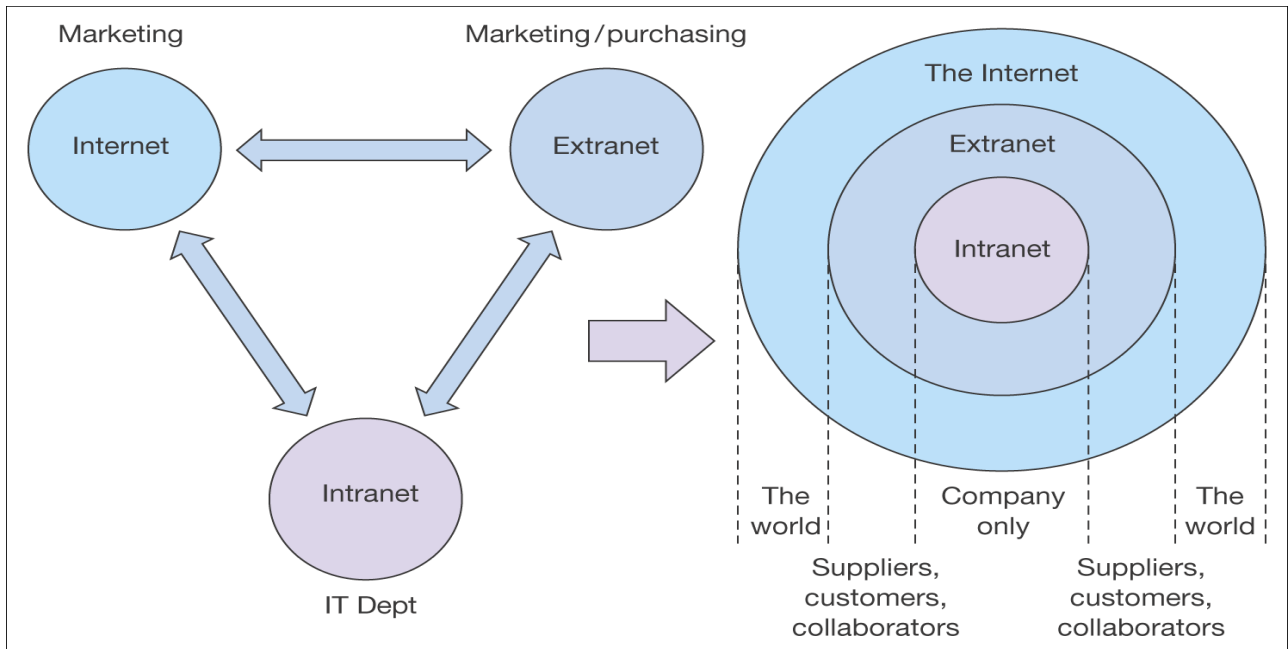 Marketing
Marketing/purchasing
Internet
Extranet
Intranet
IT Dept
The Internet
Extranet
Intranet
The
world
Suppliers,
customers,
collaborators
Company
only
Suppliers,
customers,
collaborators
The
world